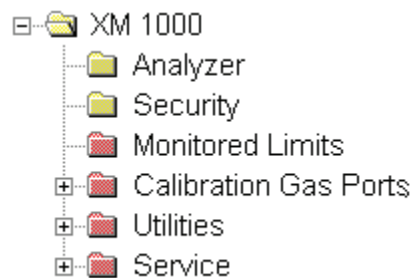 XM 1000
Analyzer
Security
Monitored Limits
Calibration Gas Ports
Utilities
Service